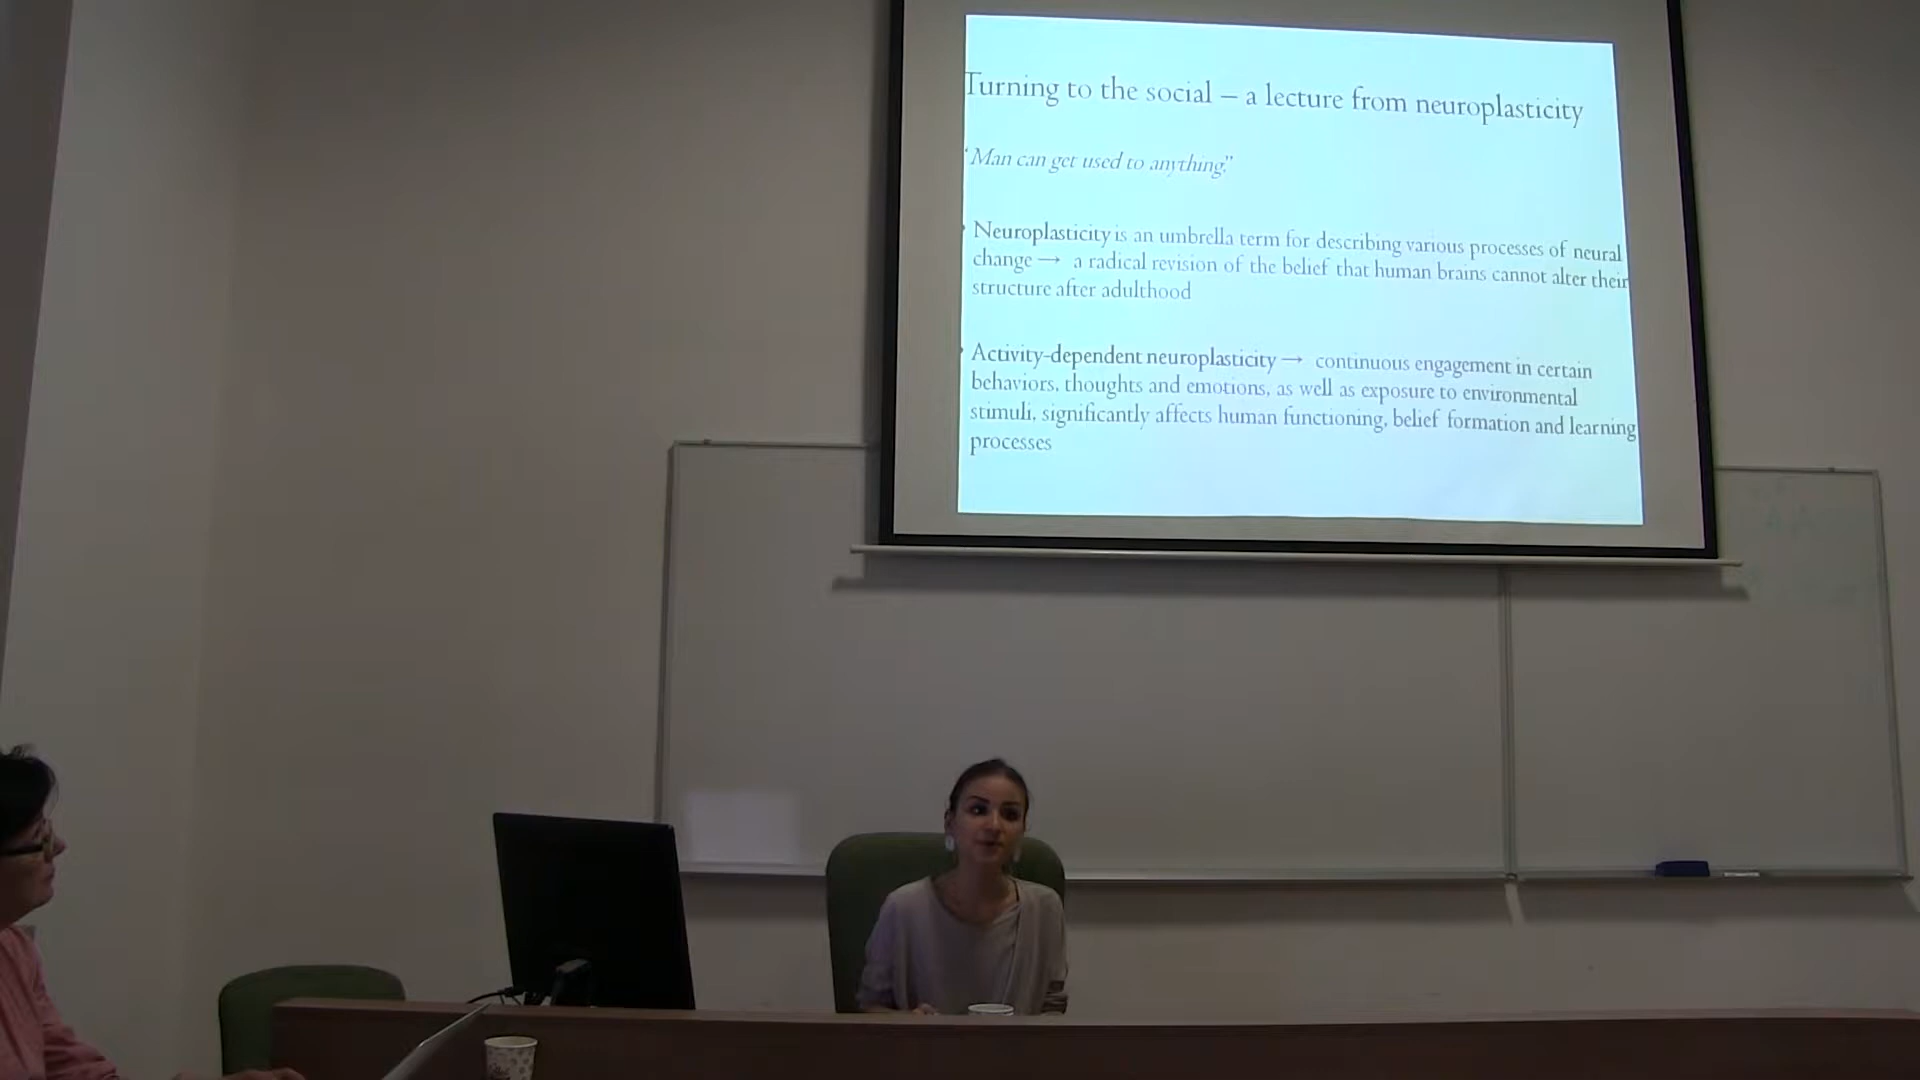 Turning to the social – a lecture from neuroplasticity
‘Man can get used to anything.”
• Neuroplasticity is an umbrella term for describing various processes of neural
change → a radical revision of the belief that human brains cannot alter their
structure after adulthood
• Activity-dependent neuroplasticity → continuous engagement in certain
behaviors, thoughts and emotions, as well as exposure to environmental
stimuli, significantly affects human functioning, belief formation and learning
processes